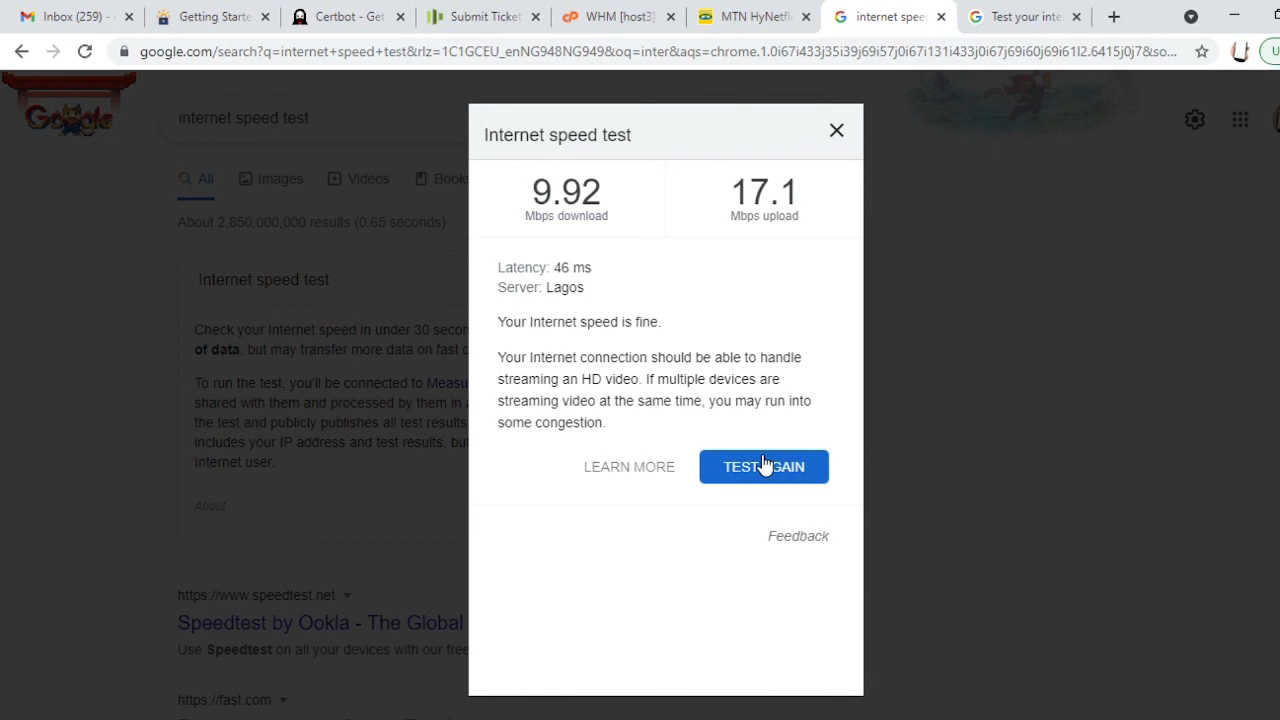 Inbox (259) -
Getting Starte
Certbot - Get
Submit Ticket
WHM [host3]
MTN HyNetfl
internet spee
Test your inte
google.com/search?q=internet+speed+test&rlz=1C1GCEU_enNG948NG949&oq=inter&aqs=chrome.1.0i67i433j35i39j69i57j0i67i131i433j0i67j69i60j69i61l2.6415j0j7&so...
Google
internet speed test
All
Images
Videos
Book
About 2,850,000,000 results (0.65 seconds)
Internet speed test
Check your Internet speed in under 30 secon
of data, but may transfer more data on fast c
To run the test, you'll be connected to Measu
shared with them and processed by them in a
the test and publicly publishes all test results
includes your IP address and test results, bu
Internet user.
About
https://www.speedtest.net
Speedtest by Ookla - The Global
Use Speedtest on all your devices with our free
https://fast.com
Internet speed test
9.92
Mbps download
17.1
Mbps upload
Latency: 46 ms
Server: Lagos
Your Internet speed is fine.
Your Internet connection should be able to handle
streaming an HD video. If multiple devices are
streaming video at the same time, you may run into
some congestion.
LEARN MORE
TEST AGAIN
Feedback